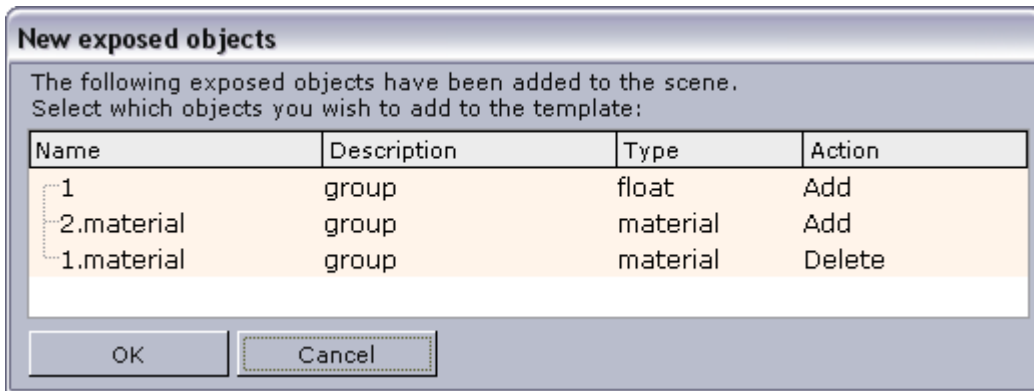 New exposed objects
The following exposed objects have been added to the scene.
Select which objects you wish to add to the template:
Name Description Type Action
1 group float Add
2.material group material Add
1.material group material Delete
OK Cancel